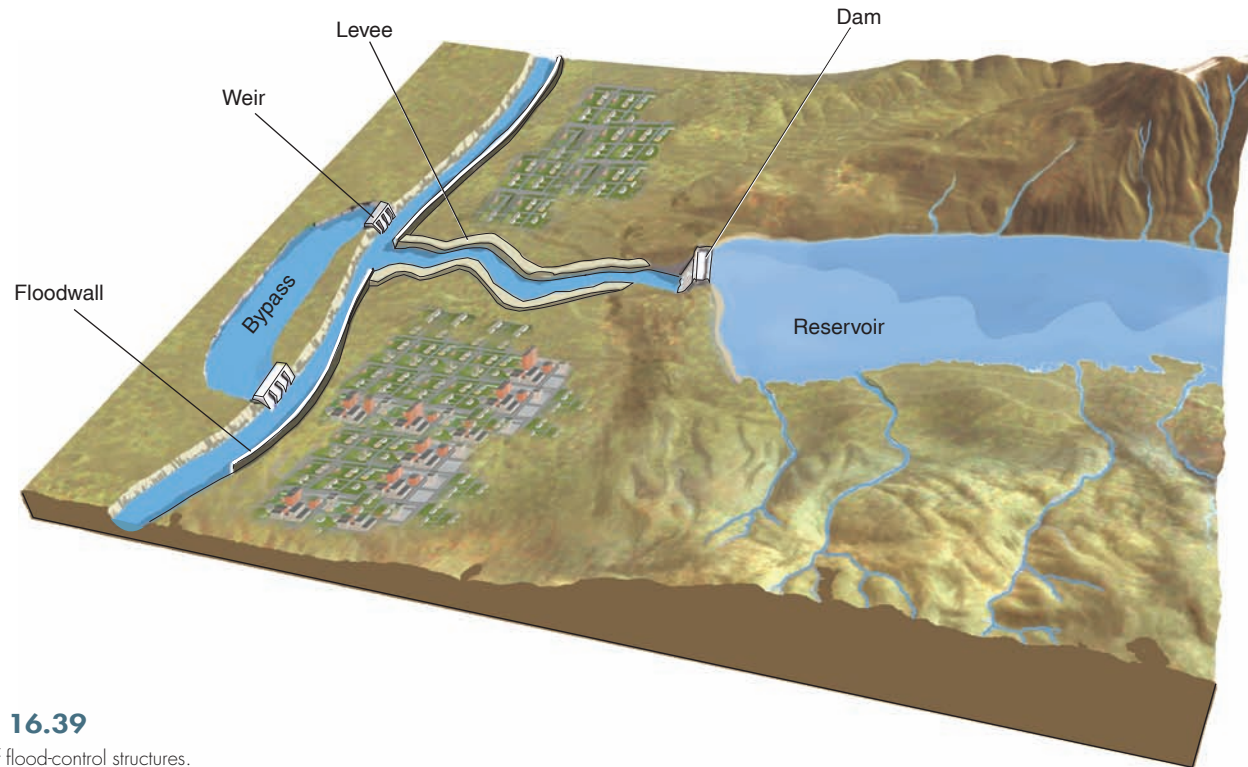 Dam
Levee
Weir
Floodwall
Bypass
Reservoir
16.39
flood-control structures.